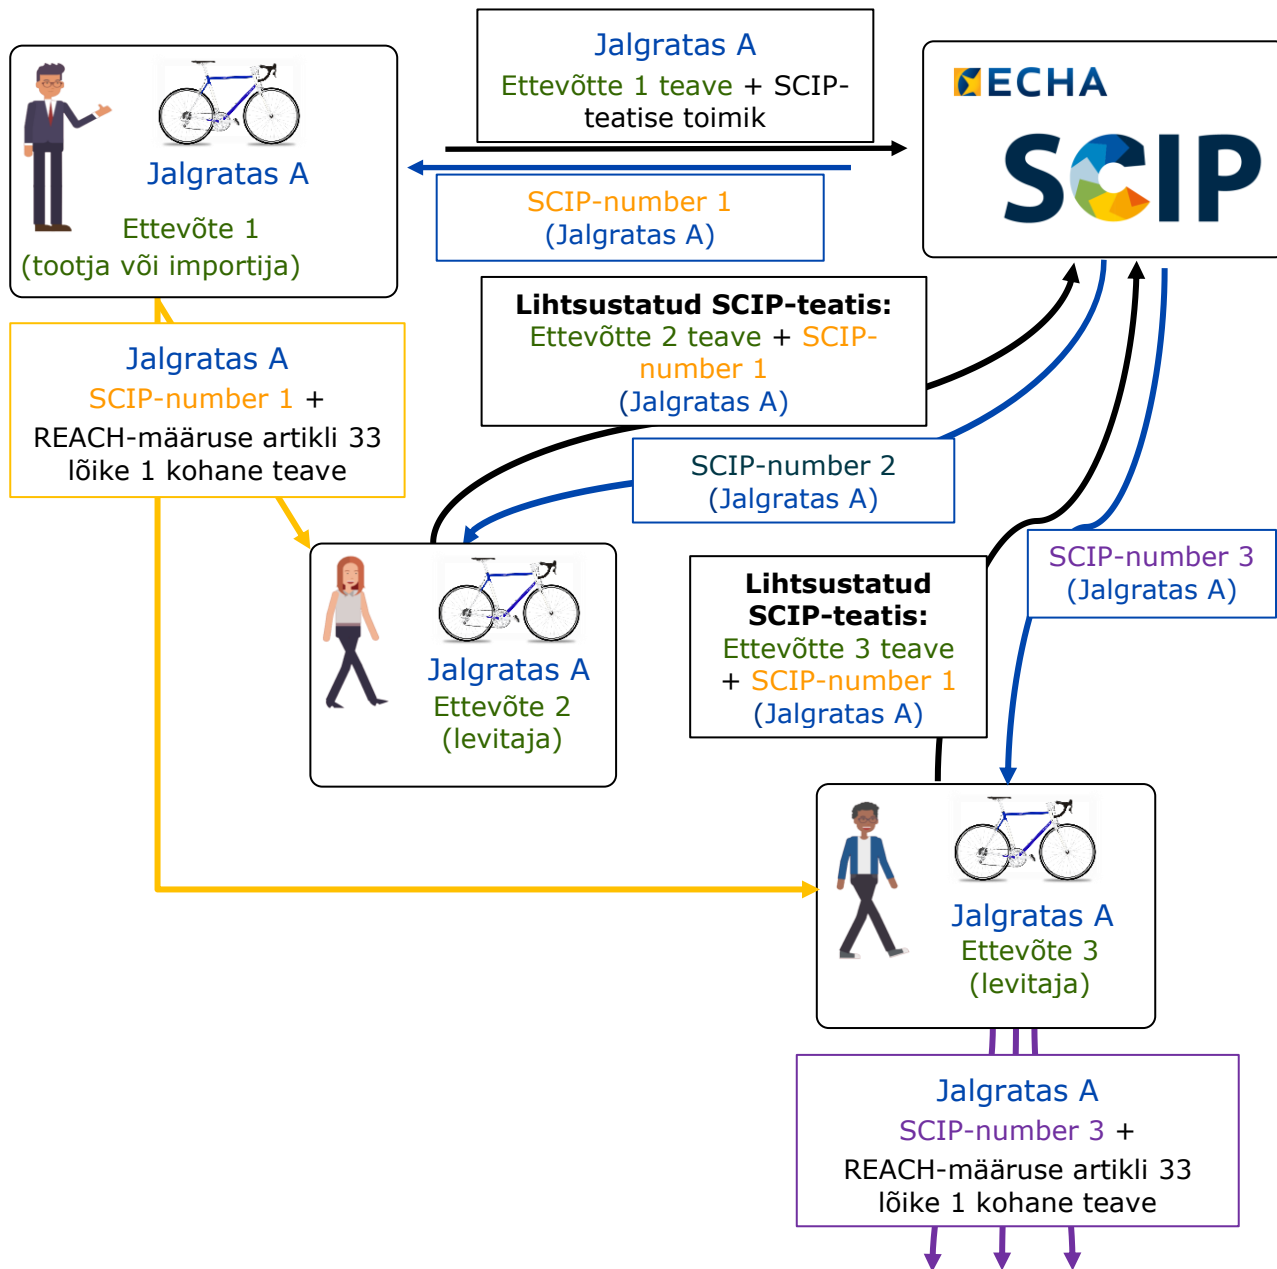 Jalgratas A
Ettevõtte 1 teave + SCIP-
teatise toimik
ECHA
SCIP
Jalgratas A
Ettevõte 1
(tootja või importija)
SCIP-number 1
(Jalgratas A)
Lihtsustatud SCIP-teatis:
Ettevõtte 2 teave + SCIP-
number 1
(Jalgratas A)
Jalgratas A
SCIP-number 1 +
REACH-määruse artikli 33
lõike 1 kohane teave
SCIP-number 2
(Jalgratas A)
SCIP-number 3
(Jalgratas A)
Lihtsustatud
SCIP-teatis:
Ettevõtte 3 teave
+ SCIP-number 1
(Jalgratas A)
Jalgratas A
Ettevõte 2
(levitaja)
Jalgratas A
Ettevõte 3
(levitaja)
Jalgratas A
SCIP-number 3 +
REACH-määruse artikli 33
lõike 1 kohane teave